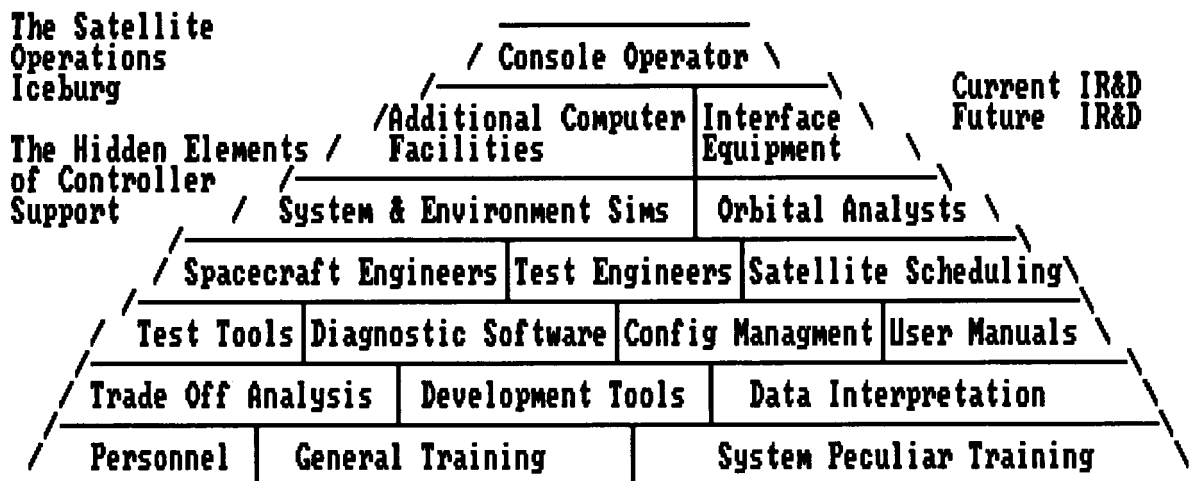 The Satellite
Operations
Iceburg
The Hidden Elements
of Controller
Support
Current IR&D
Future IR&D
Console Operator
Additional Computer
Facilities
Interface
Equipment
System & Environment Sims
Orbital Analysts
Spacecraft Engineers
Test Engineers
Satellite Scheduling
Test Tools
Diagnostic Software
Config Managment
User Manuals
Trade Off Analysis
Development Tools
Data Interpretation
Personnel
General Training
System Peculiar Training